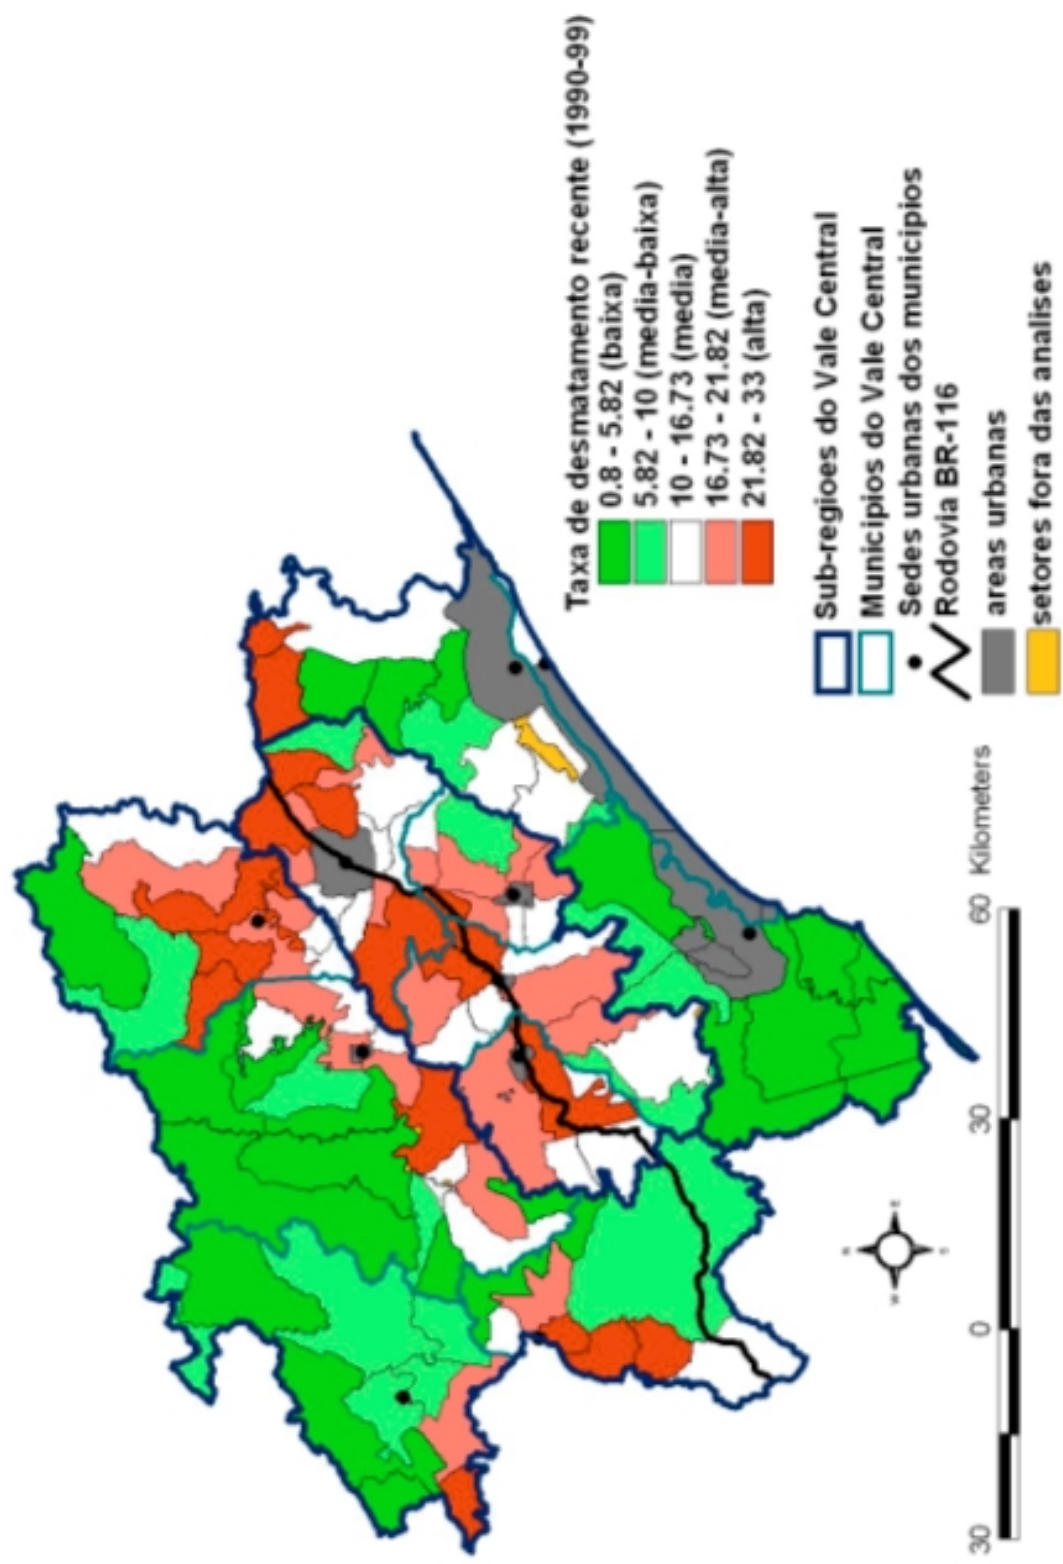 Taxa de desmatamento recente (1990-99)
0.8 - 5.82 (baixa)
5.82 - 10 (media-baixa)
10 - 16.73 (media)
16.73 - 21.82 (media-alta)
21.82 - 33 (alta)
Sub-regioes do Vale Central
Municipios do Vale Central
Sedes urbanas dos municipios
Rodovia BR-116
areas urbanas
setores fora das analises
30 0 30 60 Kilometers
N
W E
S